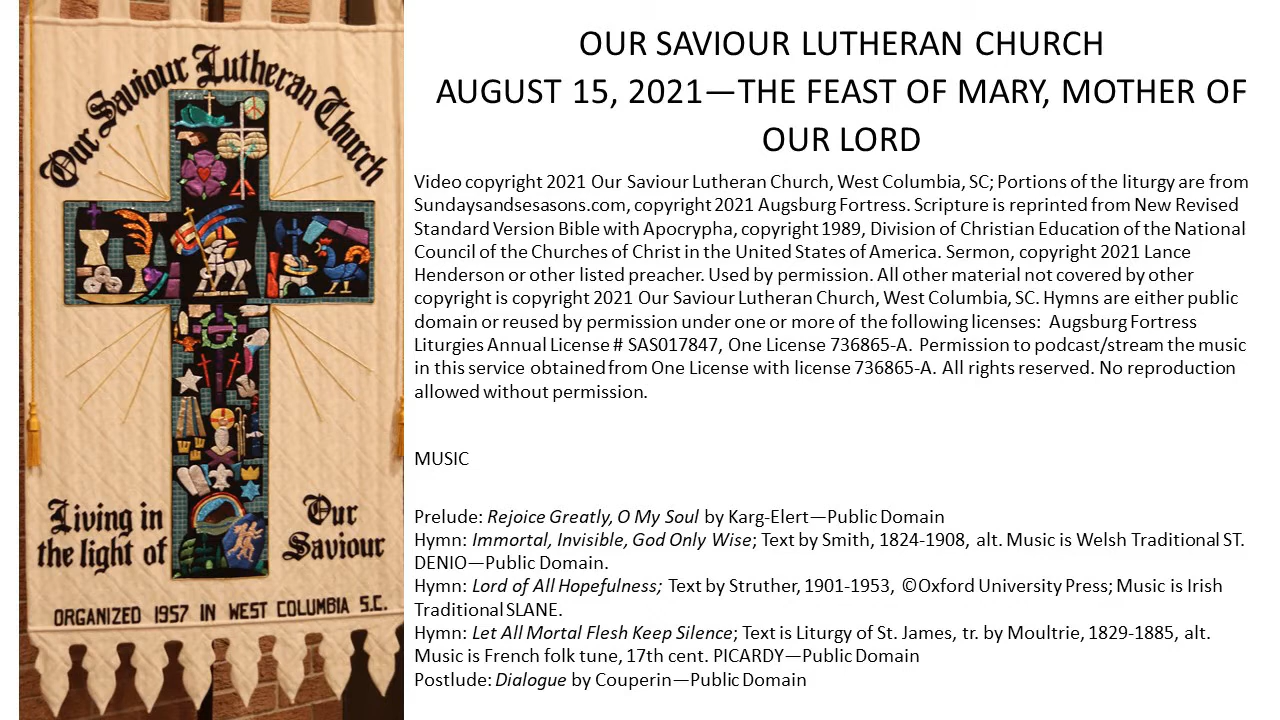 Our Saviour Lutheran Church
Living in
the light of
Our
Saviour
ORGANIZED 1957 IN WEST COLUMBIA S.C.
OUR SAVIOUR LUTHERAN CHURCH
AUGUST 15, 2021—THE FEAST OF MARY, MOTHER OF
OUR LORD
Video copyright 2021 Our Saviour Lutheran Church, West Columbia, SC; Portions of the liturgy are from
Sundaysandsesasons.com, copyright 2021 Augsburg Fortress. Scripture is reprinted from New Revised
Standard Version Bible with Apocrypha, copyright 1989, Division of Christian Education of the National
Council of the Churches of Christ in the United States of America. Sermon, copyright 2021 Lance
Henderson or other listed preacher. Used by permission. All other material not covered by other
copyright is copyright 2021 Our Saviour Lutheran Church, West Columbia, SC. Hymns are either public
domain or reused by permission under one or more of the following licenses: Augsburg Fortress
Liturgies Annual License # SAS017847, One License 736865-A. Permission to podcast/stream the music
in this service obtained from One License with license 736865-A. All rights reserved. No reproduction
allowed without permission.
MUSIC
Prelude: Rejoice Greatly, O My Soul by Karg-Elert—Public Domain
Hymn: Immortal, Invisible, God Only Wise; Text by Smith, 1824-1908, alt. Music is Welsh Traditional ST.
DENIO—Public Domain.
Hymn: Lord of All Hopefulness; Text by Struther, 1901-1953, ©Oxford University Press; Music is Irish
Traditional SLANE.
Hymn: Let All Mortal Flesh Keep Silence; Text is Liturgy of St. James, tr. by Moultrie, 1829-1885, alt.
Music is French folk tune, 17th cent. PICARDY—Public Domain
Postlude: Dialogue by Couperin—Public Domain